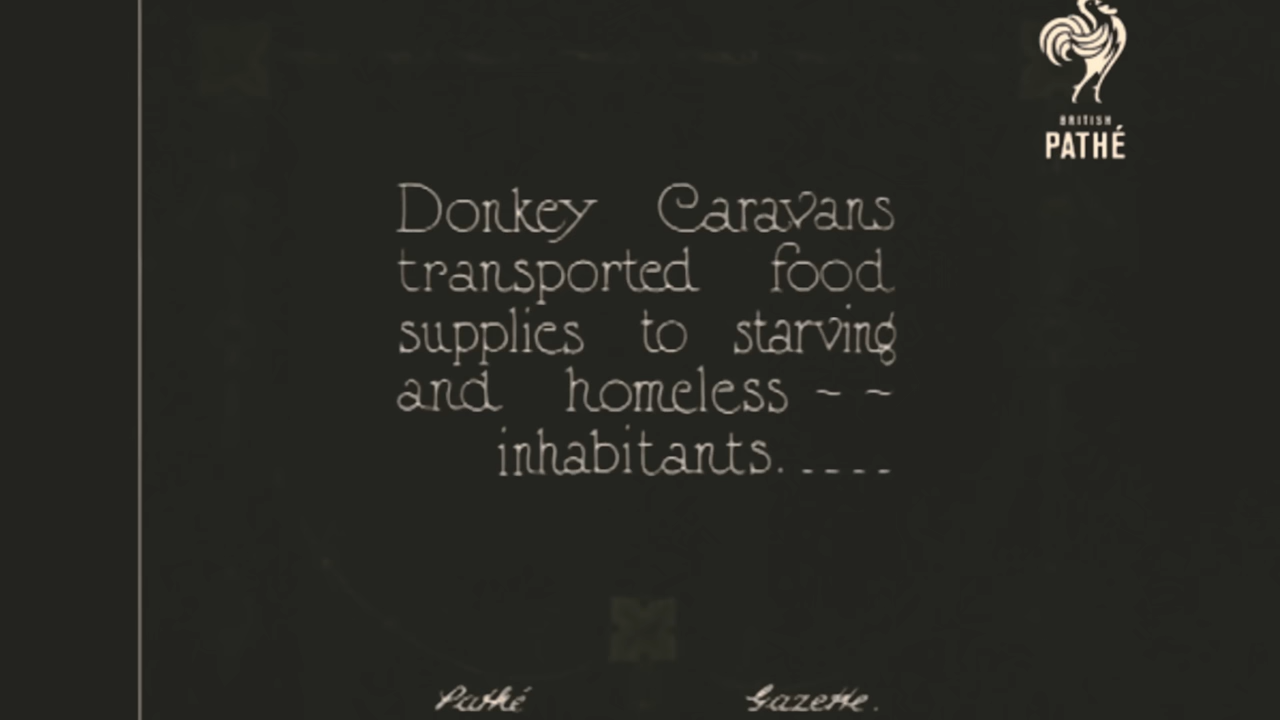 BRITISH
PATHÉ
Donkey Caravans
transported food
supplies to starving
and homeless ~ ~
inhabitants. ----
Pathé Gazette.